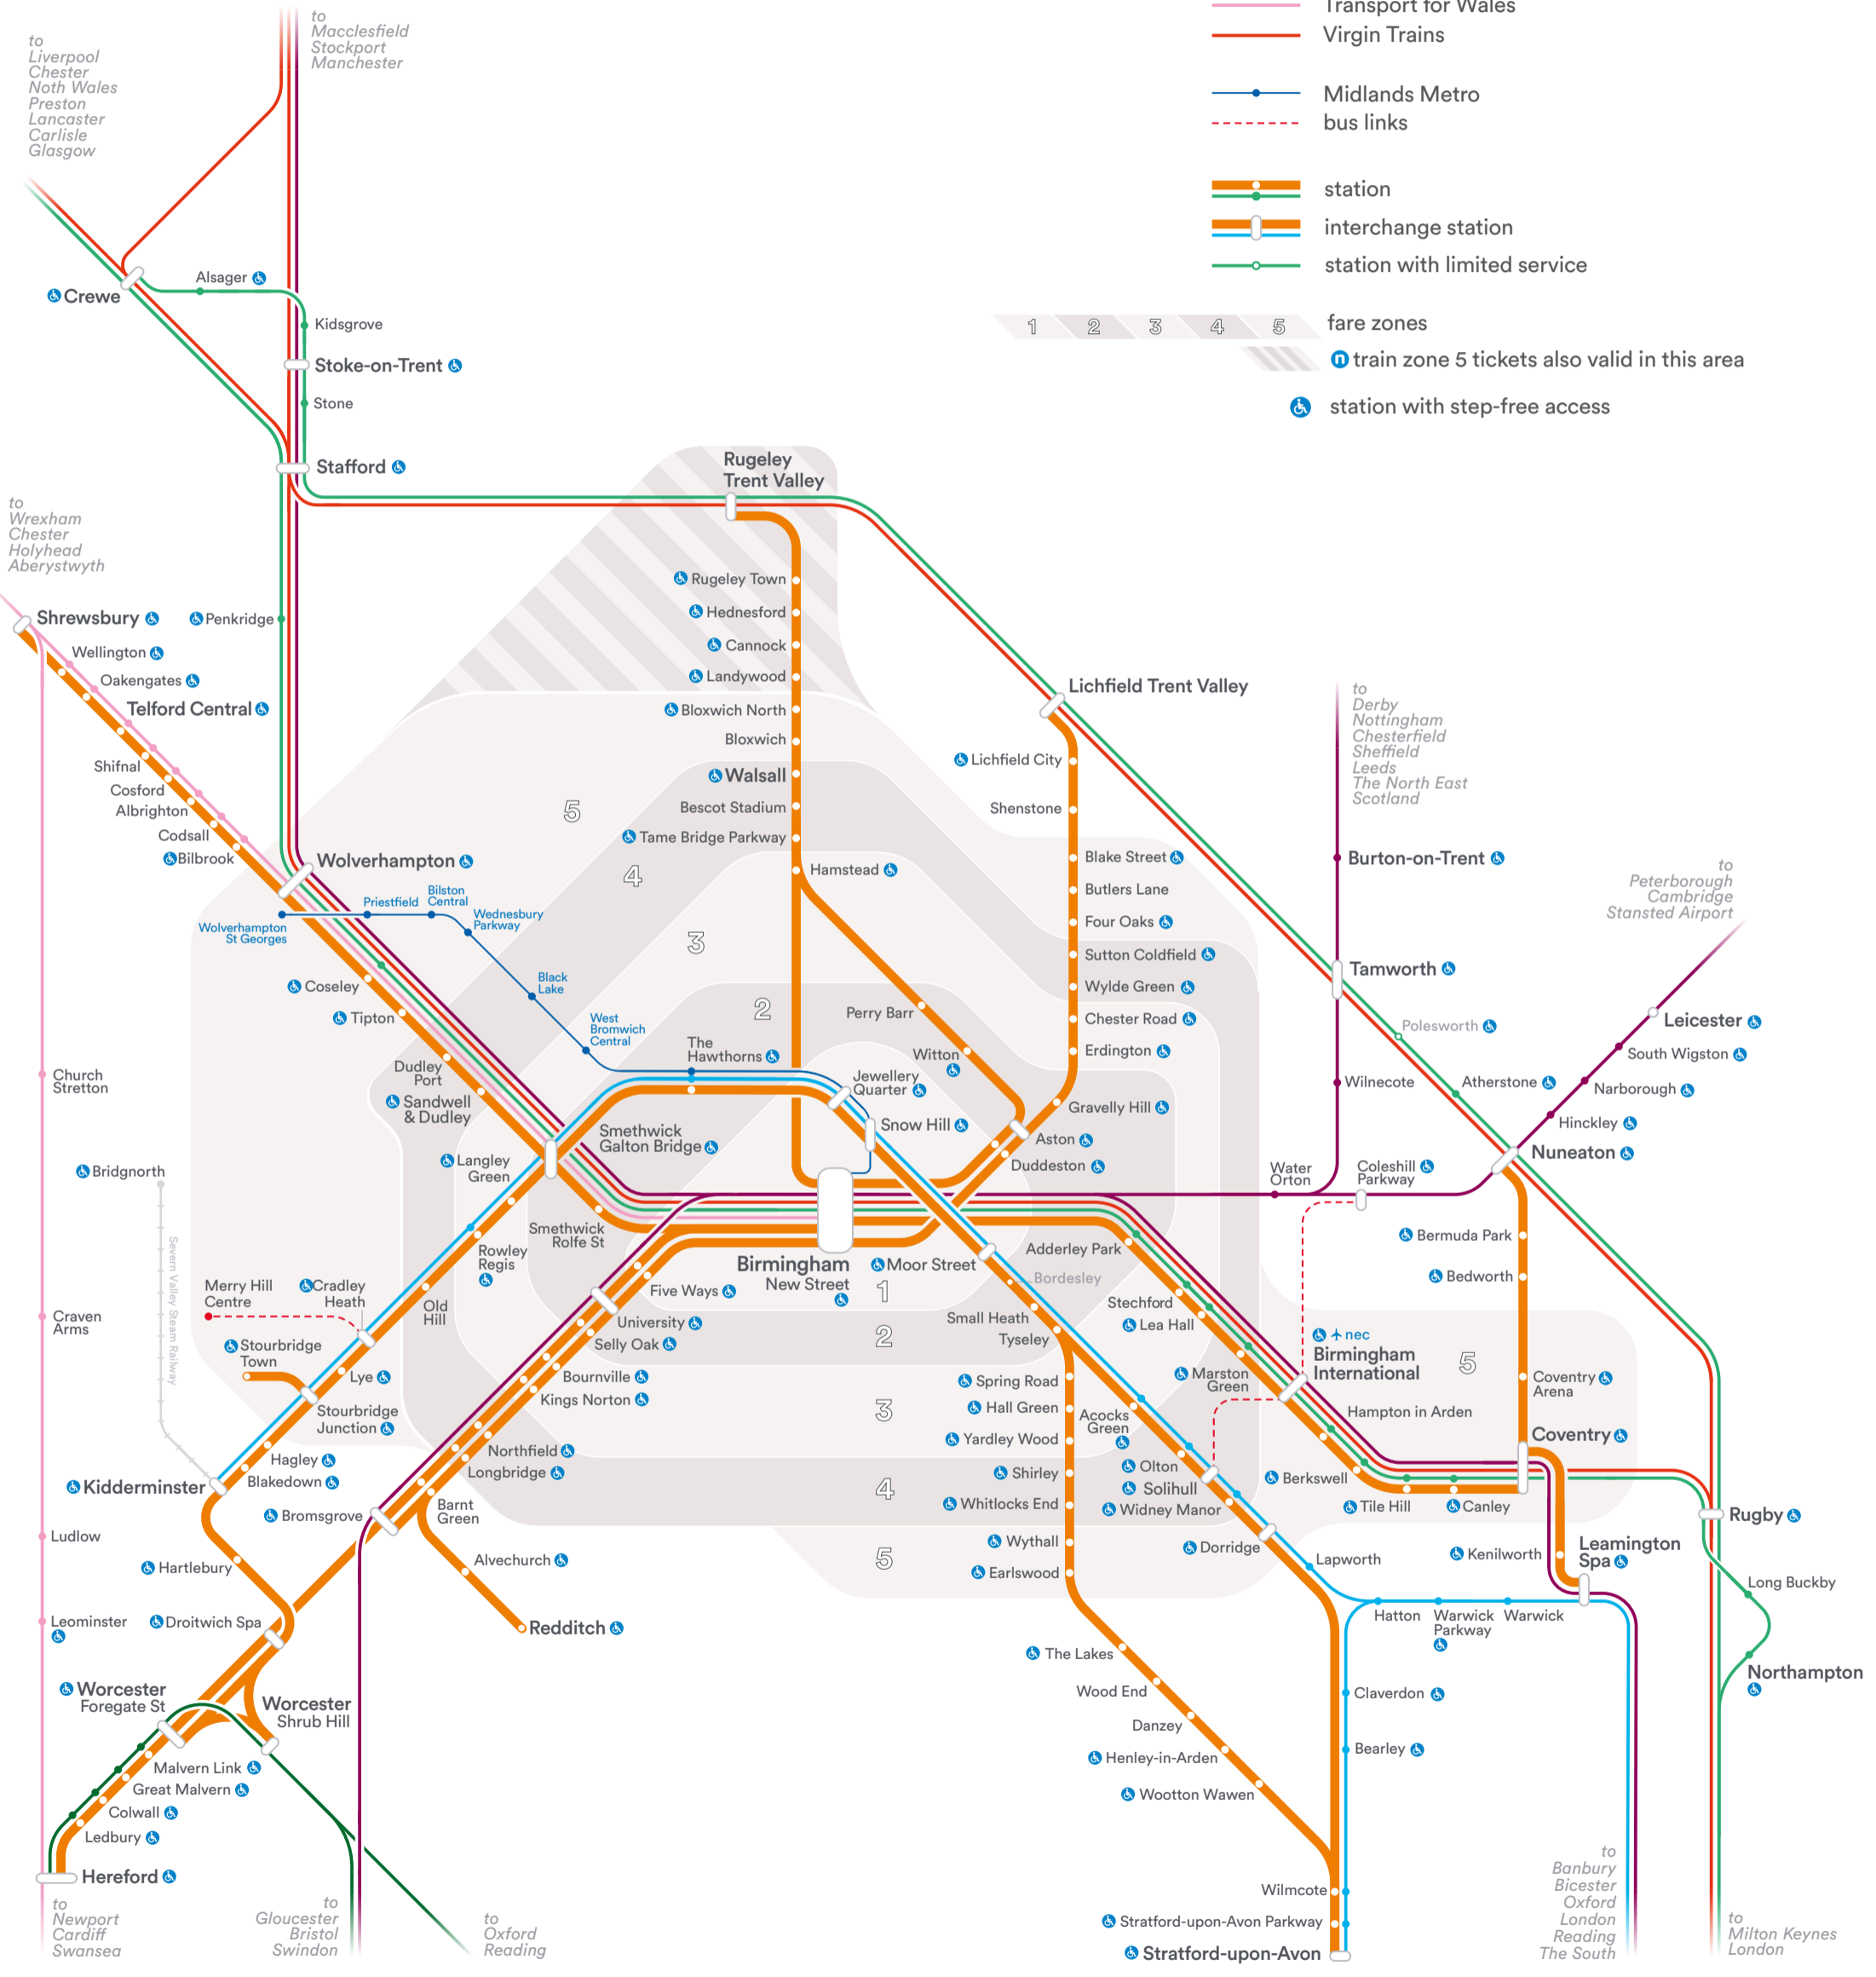 Transport for Wales
Virgin Trains
Midlands Metro
bus links
station
interchange station
station with limited service
1 2 3 4 5
fare zones
n train zone 5 tickets also valid in this area
station with step-free access
to
Macclesfield
Stockport
Manchester
to
Liverpool
Chester
Noth Wales
Preston
Lancaster
Carlisle
Glasgow
Crewe
Alsager
Kidsgrove
Stoke-on-Trent
Stone
Stafford
to
Wrexham
Chester
Holyhead
Aberystwyth
Shrewsbury
Penkridge
Wellington
Oakengates
Telford Central
Shifnal
Cosford
Albrighton
Codsall
Bilbrook
Wolverhampton
Wolverhampton
St Georges
Priestfield
Bilston
Central
Wednesbury
Parkway
Black
Lake
West
Bromwich
Central
The
Hawthorns
Jewellery
Quarter
Snow Hill
Coseley
Tipton
Dudley
Port
Sandwell
& Dudley
Smethwick
Galton Bridge
Langley
Green
Smethwick
Rolfe St
Rowley
Regis
Old
Hill
Cradley
Heath
Merry Hill
Centre
Stourbridge
Town
Lye
Stourbridge
Junction
Hagley
Blakedown
Kidderminster
Bridgnorth
Severn Valley Steam Railway
Hartlebury
Droitwich Spa
Worcester
Foregate St
Worcester
Shrub Hill
Malvern Link
Great Malvern
Colwall
Ledbury
Hereford
Church
Stretton
Craven
Arms
Ludlow
Leominster
to
Newport
Cardiff
Swansea
to
Gloucester
Bristol
Swindon
to
Oxford
Reading
Rugeley
Trent Valley
Rugeley Town
Hednesford
Cannock
Landywood
Bloxwich North
Bloxwich
Walsall
Bescot Stadium
Tame Bridge Parkway
Hamstead
Perry Barr
Witton
5
4
3
2
Lichfield Trent Valley
Lichfield City
Shenstone
Blake Street
Butlers Lane
Four Oaks
Sutton Coldfield
Wylde Green
Chester Road
Erdington
Gravelly Hill
Aston
Duddeston
to
Derby
Nottingham
Chesterfield
Sheffield
Leeds
The North East
Scotland
Burton-on-Trent
Tamworth
Wilnecote
Polesworth
Atherstone
to
Peterborough
Cambridge
Stansted Airport
Leicester
South Wigston
Narborough
Hinckley
Nuneaton
Water
Orton
Coleshill
Parkway
Bermuda Park
Bedworth
Coventry
Arena
Coventry
Birmingham
New Street
Moor Street
Bordesley
Adderley Park
Stechford
Lea Hall
Marston
Green
nec
Birmingham
International
Hampton in Arden
Berkswell
Tile Hill
Canley
5
1
2
3
4
5
Five Ways
University
Selly Oak
Bournville
Kings Norton
Northfield
Longbridge
Barnt
Green
Bromsgrove
Alvechurch
Redditch
Small Heath
Tyseley
Spring Road
Hall Green
Yardley Wood
Shirley
Whitlocks End
Wythall
Earlswood
The Lakes
Wood End
Danzey
Henley-in-Arden
Wootton Wawen
Acocks
Green
Olton
Solihull
Widney Manor
Dorridge
Lapworth
Hatton
Warwick
Parkway
Warwick
Leamington
Spa
Kenilworth
Claverdon
Bearley
Wilmcote
Stratford-upon-Avon Parkway
Stratford-upon-Avon
Rugby
Long Buckby
Northampton
to
Banbury
Bicester
Oxford
London
Reading
The South
to
Milton Keynes
London